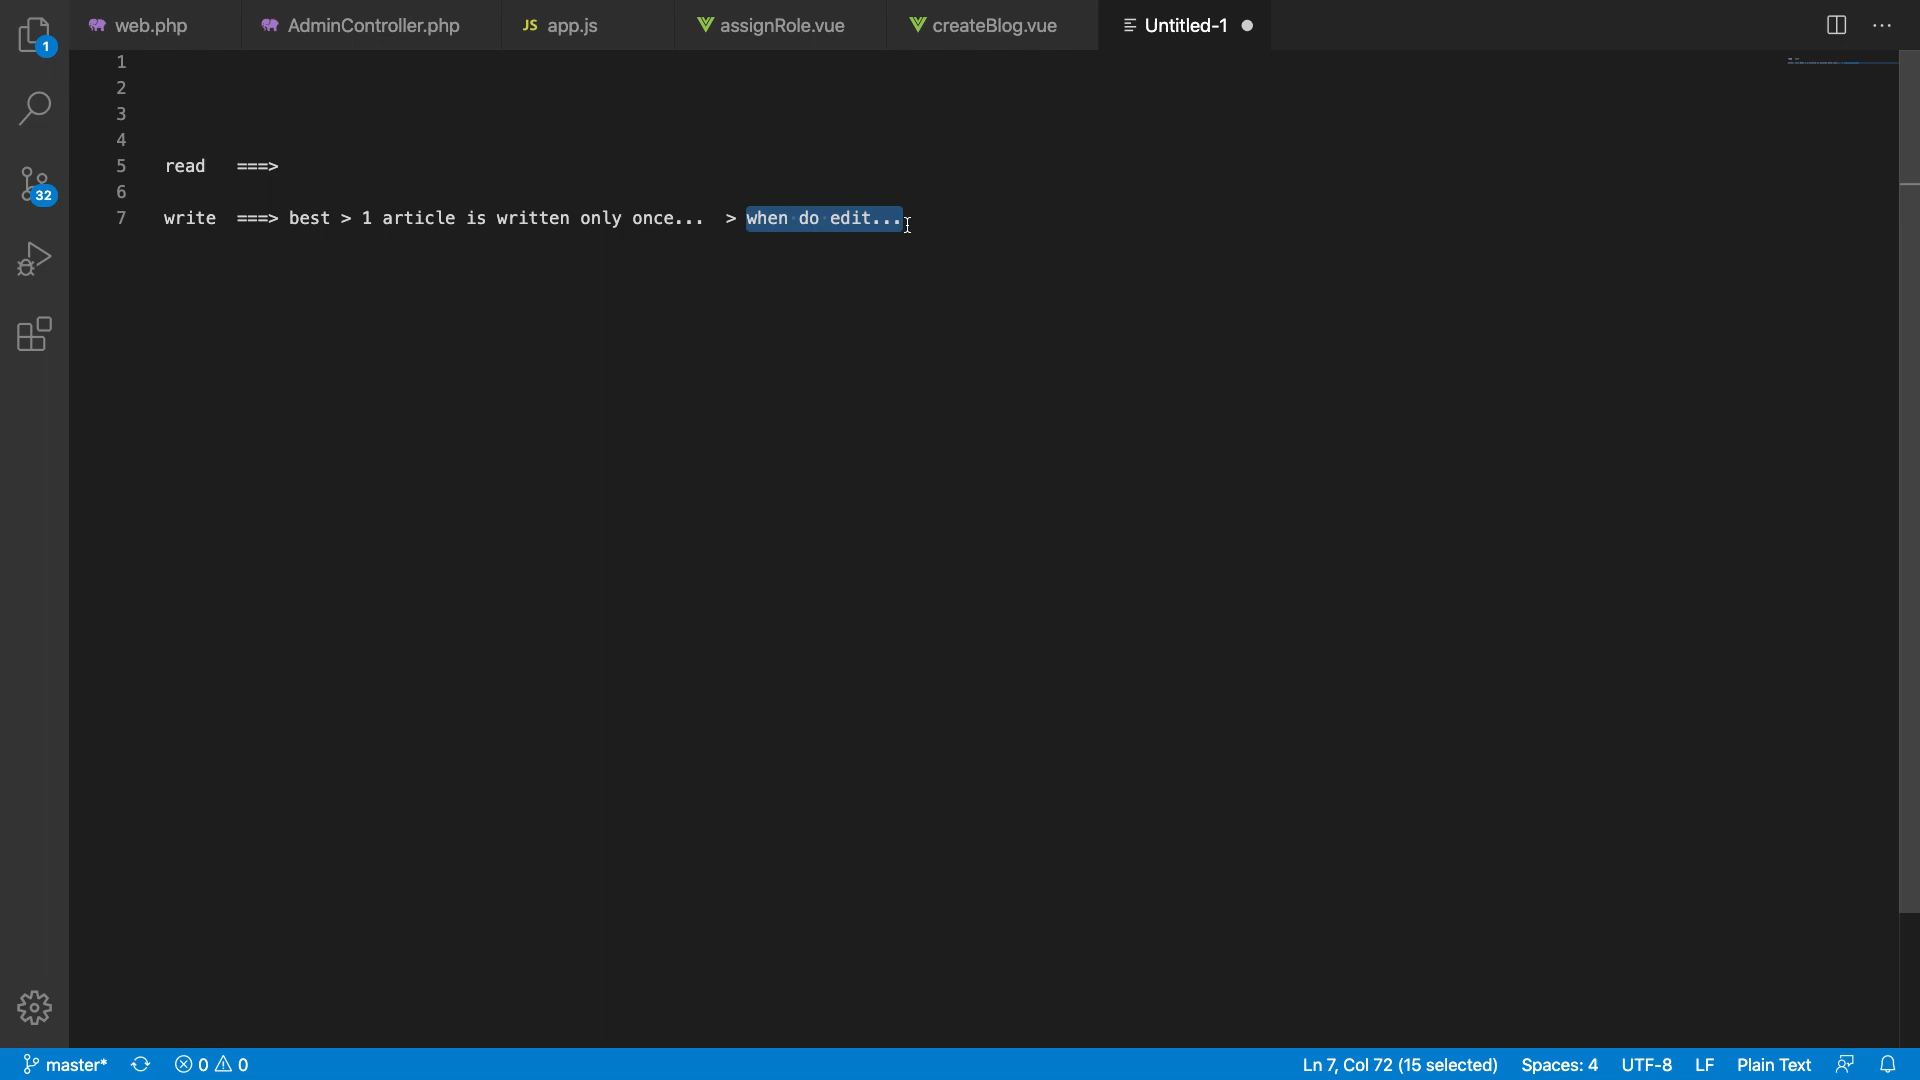 web.php
AdminController.php
JS app.js
assignRole.vue
createBlog.vue
Untitled-1
1
1
2
3
4
5 read ===>
6
7 write ===> best > 1 article is written only once... > when do edit...
32
master*
0 0
Ln 7, Col 72 (15 selected)
Spaces: 4
UTF-8
LF
Plain Text